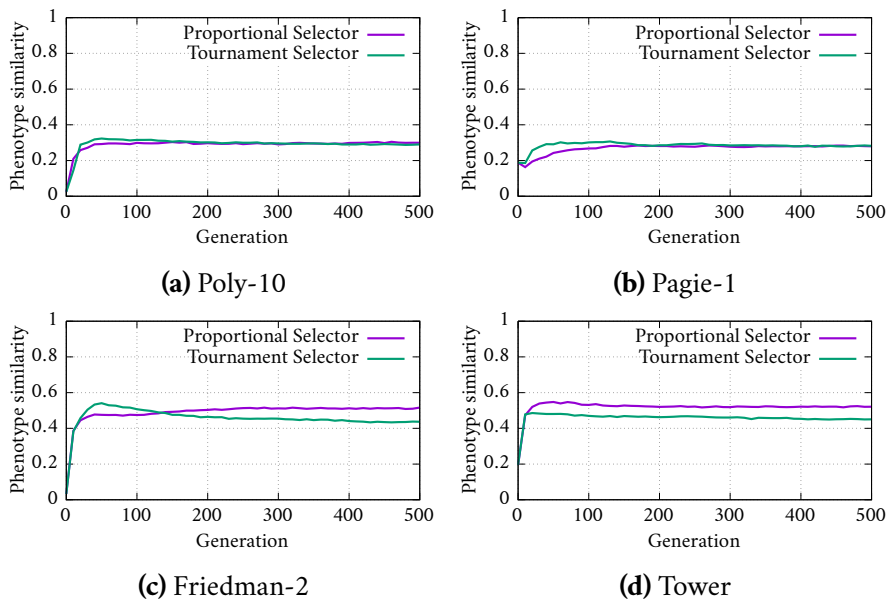 Phenotype similarity
1
0.8
0.6
0.4
0.2
0
Proportional Selector
Tournament Selector
0 100 200 300 400 500
Generation
(a) Poly-10
Phenotype similarity
1
0.8
0.6
0.4
0.2
0
Proportional Selector
Tournament Selector
0 100 200 300 400 500
Generation
(b) Pagie-1
Phenotype similarity
1
0.8
0.6
0.4
0.2
0
Proportional Selector
Tournament Selector
0 100 200 300 400 500
Generation
(c) Friedman-2
Phenotype similarity
1
0.8
0.6
0.4
0.2
0
Proportional Selector
Tournament Selector
0 100 200 300 400 500
Generation
(d) Tower